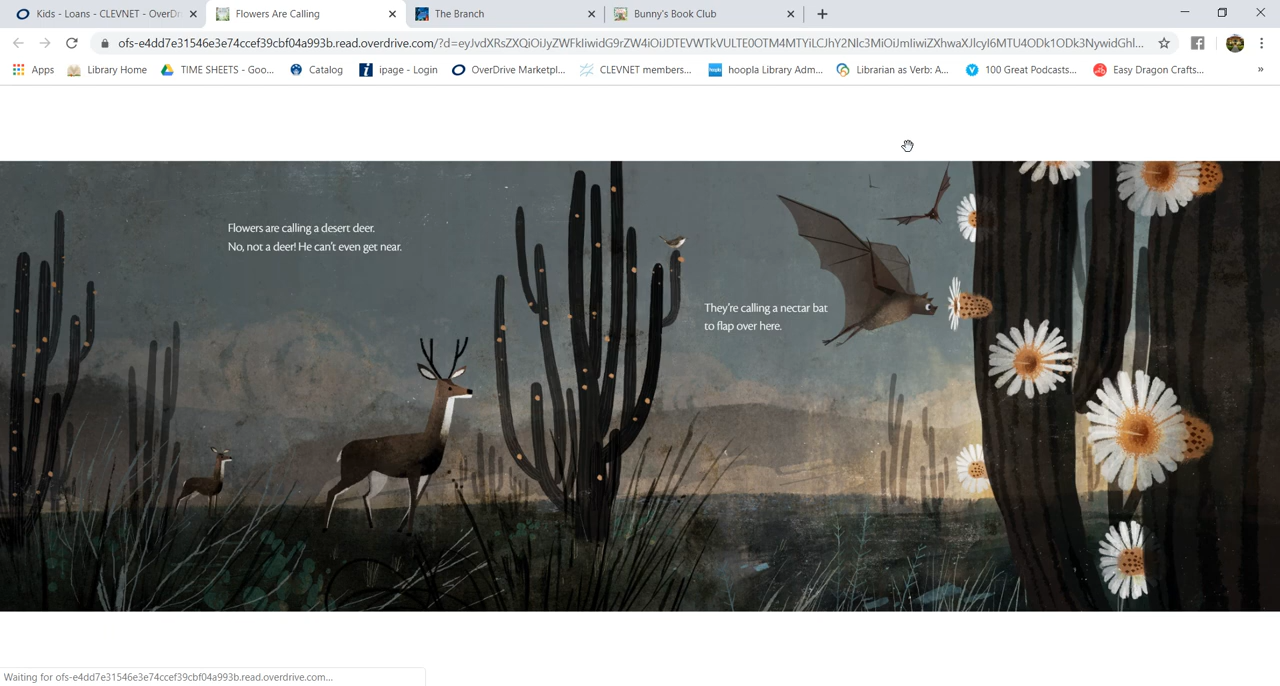 Kids - Loans - CLEVNET - OverDr
Flowers Are Calling
The Branch
Bunny's Book Club
ofs-e4dd7e31546e3e74ccef39cbf04a993b.read.overdrive.com/?d=eyJvdXRsZXQiOiJyZWFkIiwidG9rZW4iOiJDTEVWTkVULTE0OTM4MTYiLCJhY2Nlc3MiOiJmIiwiZXhwaXJlcyI6MTU4ODk1ODk3NywidGhl...
Apps
Library Home
TIME SHEETS - Goo...
Catalog
ipage - Login
OverDrive Marketpl...
CLEVNET members...
hoopla Library Adm...
Librarian as Verb: A...
100 Great Podcasts...
Easy Dragon Crafts...
»
Flowers are calling a desert deer.
No, not a deer! He can't even get near.
They're calling a nectar bat
to flap over here.
Waiting for ofs-e4dd7e31546e3e74ccef39cbf04a993b.read.overdrive.com...